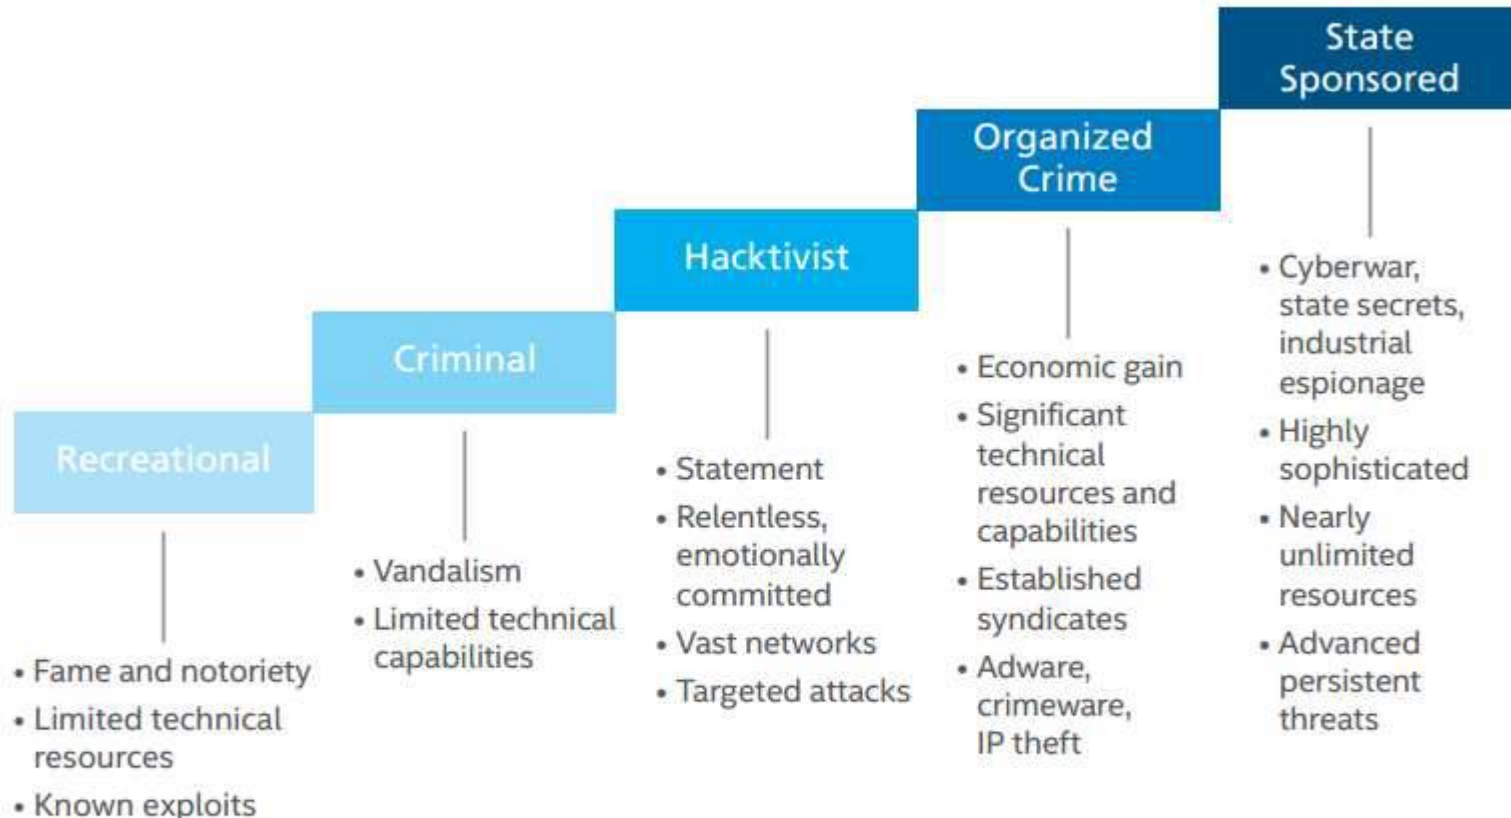 Recreational
• Fame and notoriety
• Limited technical
resources
• Known exploits
Criminal
• Vandalism
• Limited technical
capabilities
Hacktivist
• Statement
• Relentless,
emotionally
committed
• Vast networks
• Targeted attacks
Organized
Crime
• Economic gain
• Significant
technical
resources and
capabilities
• Established
syndicates
• Adware,
crimeware,
IP theft
State
Sponsored
• Cyberwar,
state secrets,
industrial
espionage
• Highly
sophisticated
• Nearly
unlimited
resources
• Advanced
persistent
threats